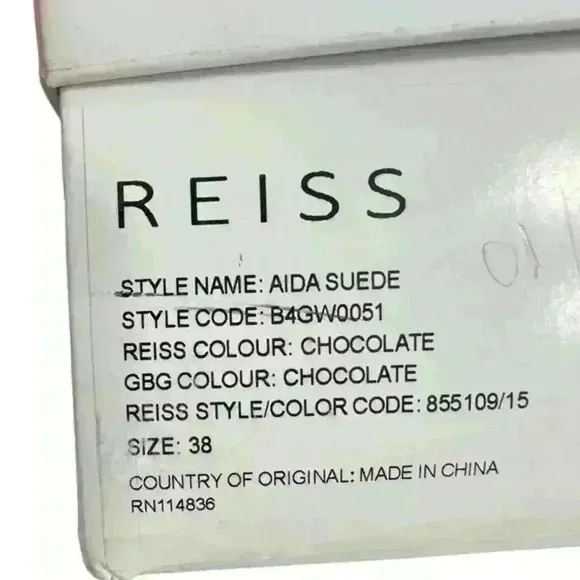 REISS
STYLE NAME: AIDA SUEDE
STYLE CODE: B4GW0051
REISS COLOUR: CHOCOLATE
GBG COLOUR: CHOCOLATE
REISS STYLE/COLOR CODE: 855109/15
SIZE: 38
COUNTRY OF ORIGINAL: MADE IN CHINA
RN114836